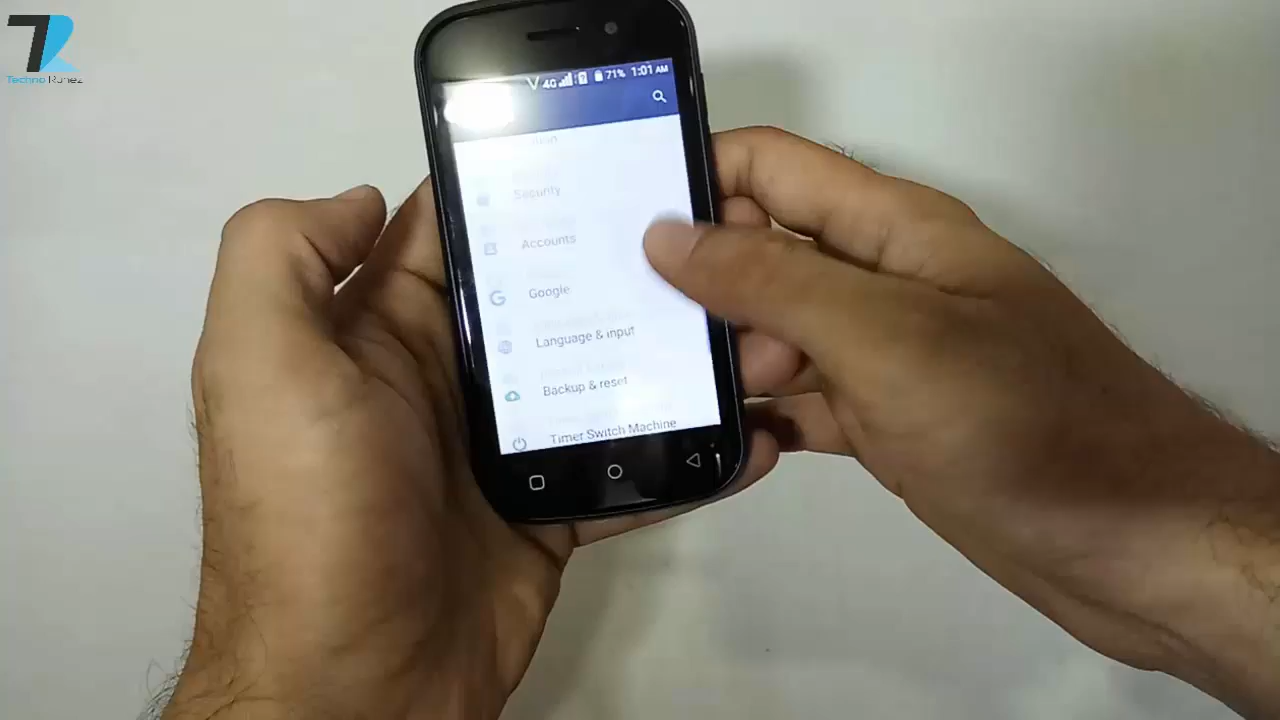 Techno Runez
4G 71% 1:01 AM
Security
Accounts
Google
Language & input
Backup & reset
Timer Switch Machine